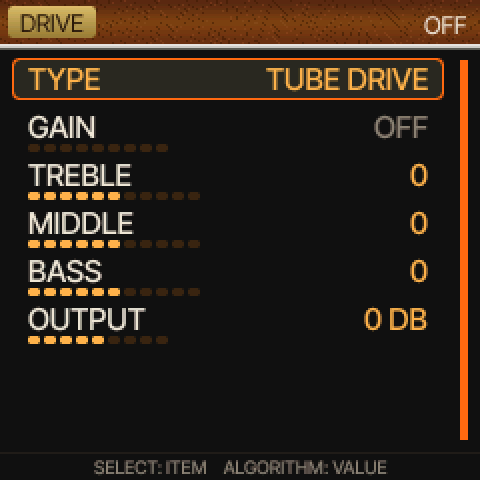 DRIVE OFF
TYPE TUBE DRIVE
GAIN OFF
TREBLE 0
MIDDLE 0
BASS 0
OUTPUT 0 DB
SELECT: ITEM ALGORITHM: VALUE